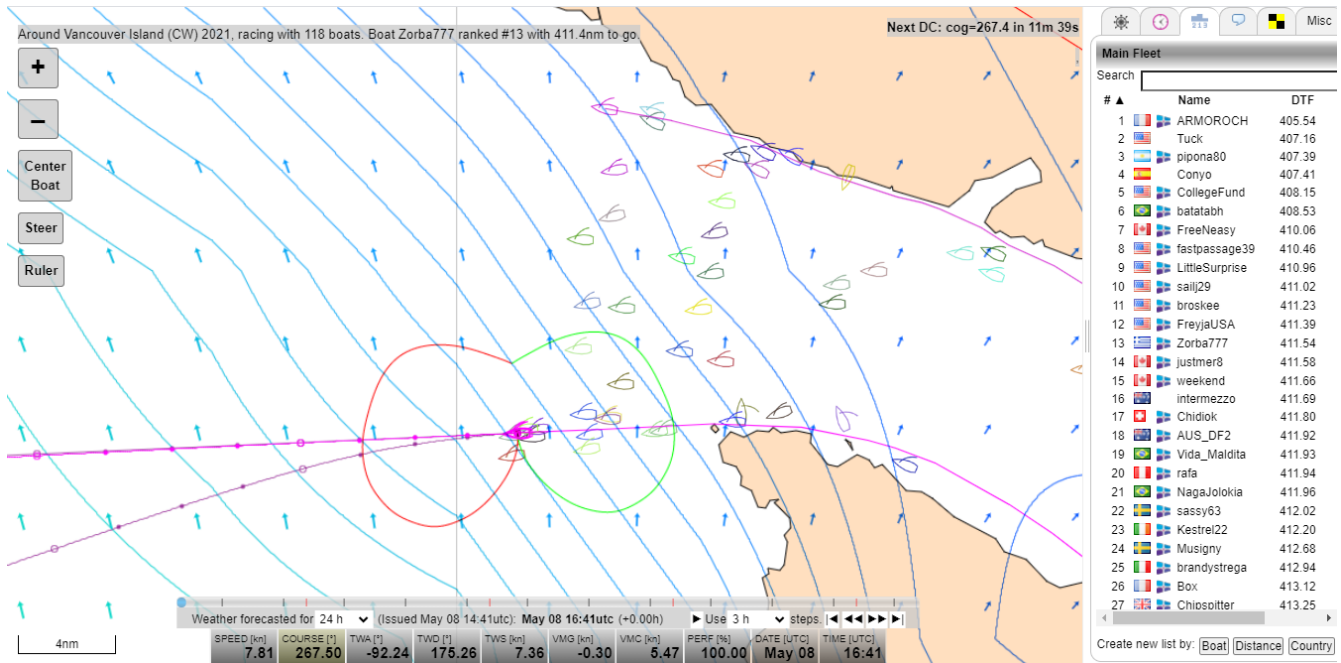 Around Vancouver Island (CW) 2021, racing with 118 boats. Boat Zorba777 ranked #13 with 411.4nm to go.
Next DC: cog=267.4 in 11m 39s
Misc
+
−
Center
Boat
Steer
Ruler
Main Fleet
Search
# ▲ Name DTF
1 ARMOROCH 405.54
2 Tuck 407.16
3 pipona80 407.39
4 Conyo 407.41
5 CollegeFund 408.15
6 batatabh 408.53
7 FreeNeasy 410.06
8 fastpassage39 410.46
9 LittleSurprise 410.96
10 sailj29 411.02
11 broskee 411.23
12 FreyjaUSA 411.39
13 Zorba777 411.54
14 justmer8 411.58
15 weekend 411.66
16 intermezzo 411.69
17 Chidiok 411.80
18 AUS_DF2 411.92
19 Vida_Maldita 411.93
20 rafa 411.94
21 NagaJolokia 411.96
22 sassy63 412.02
23 Kestrel22 412.20
24 Musigny 412.68
25 brandystrega 412.94
26 Box 413.12
27 Chipspitter 413.25
Create new list by: Boat Distance Country
4nm
Weather forecasted for 24 h (Issued May 08 14:41utc): May 08 16:41utc (+0.00h) Use 3 h steps.
SPEED [kn] COURSE [°] TWA [°] TWD [°] TWS [kn] VMG [kn] VMC [kn] PERF [%] DATE [UTC] TIME [UTC]
7.81 267.50 -92.24 175.26 7.36 -0.30 5.47 100.00 May 08 16:41